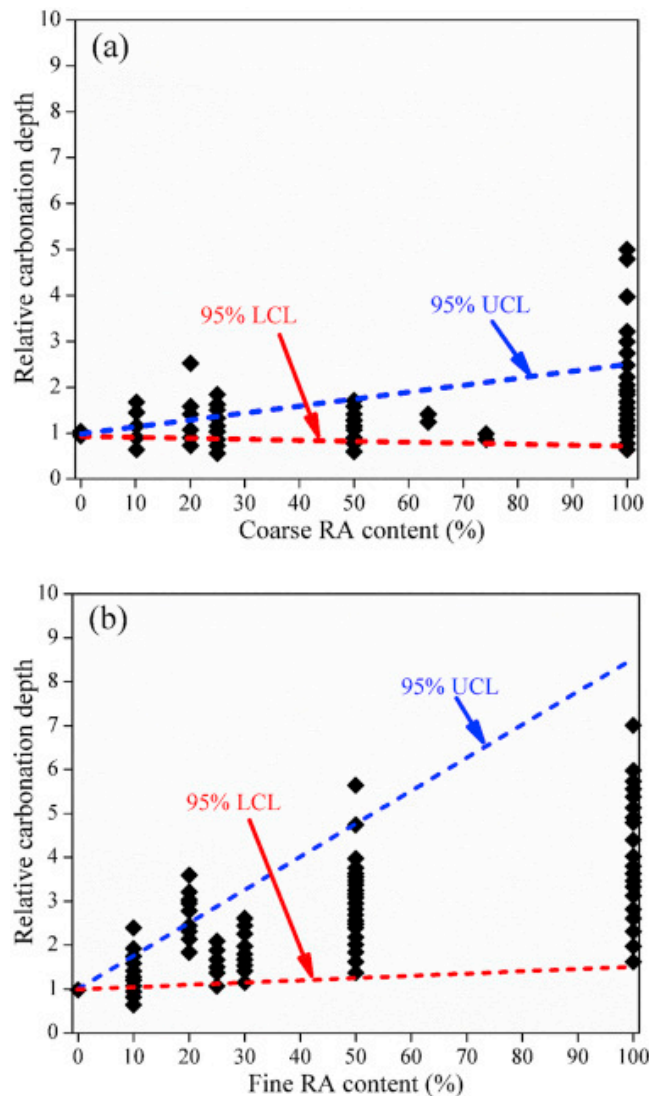 (a)
10
9
8
7
6
5
4
3
2
1
0
Relative carbonation depth
95% LCL
95% UCL
0 10 20 30 40 50 60 70 80 90 100
Coarse RA content (%)
(b)
10
9
8
7
6
5
4
3
2
1
0
Relative carbonation depth
95% UCL
95% LCL
0 10 20 30 40 50 60 70 80 90 100
Fine RA content (%)